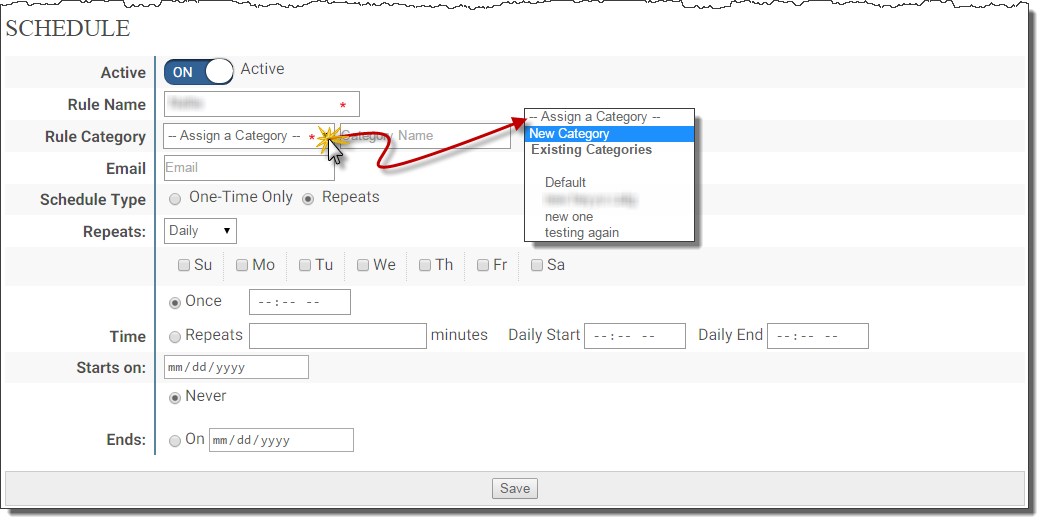 SCHEDULE
Active ON Active
Rule Name *
Rule Category -- Assign a Category -- * Category Name
-- Assign a Category --
New Category
Existing Categories
Default
new one
testing again
Email Email
Schedule Type One-Time Only Repeats
Repeats: Daily
Su Mo Tu We Th Fr Sa
Once --:-- --
Time Repeats minutes Daily Start --:-- -- Daily End --:-- --
Starts on: mm/dd/yyyy
Never
Ends: On mm/dd/yyyy
Save